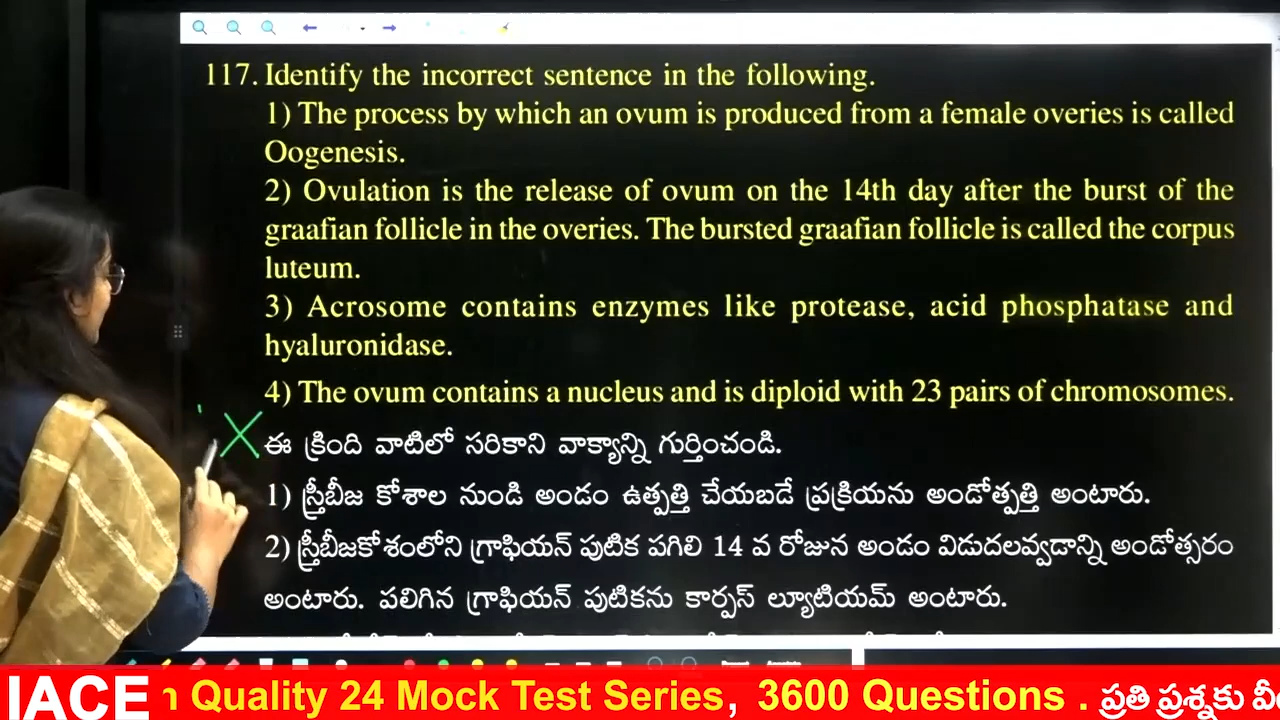 117. Identify the incorrect sentence in the following.
1) The process by which an ovum is produced from a female overies is called
Oogenesis.
2) Ovulation is the release of ovum on the 14th day after the burst of the
graafian follicle in the overies. The bursted graafian follicle is called the corpus
luteum.
3) Acrosome contains enzymes like protease, acid phosphatase and
hyaluronidase.
4) The ovum contains a nucleus and is diploid with 23 pairs of chromosomes.
ఈ క్రింది వాటిలో సరికాని వాక్యాన్ని గుర్తించండి.
1) స్త్రీబీజ కోశాల నుండి అండం ఉత్పత్తి చేయబడే ప్రక్రియను అండోత్పత్తి అంటారు.
2) స్త్రీబీజకోశంలోని గ్రాఫియన్ పుటిక పగిలి 14 వ రోజున అండం విడుదలవ్వడాన్ని అండోత్సరం
అంటారు. పలిగిన గ్రాఫియన్ పుటికను కార్పస్ ల్యూటియమ్ అంటారు.
IACE Quality 24 Mock Test Series, 3600 Questions . ప్రతి ప్రశ్నకు